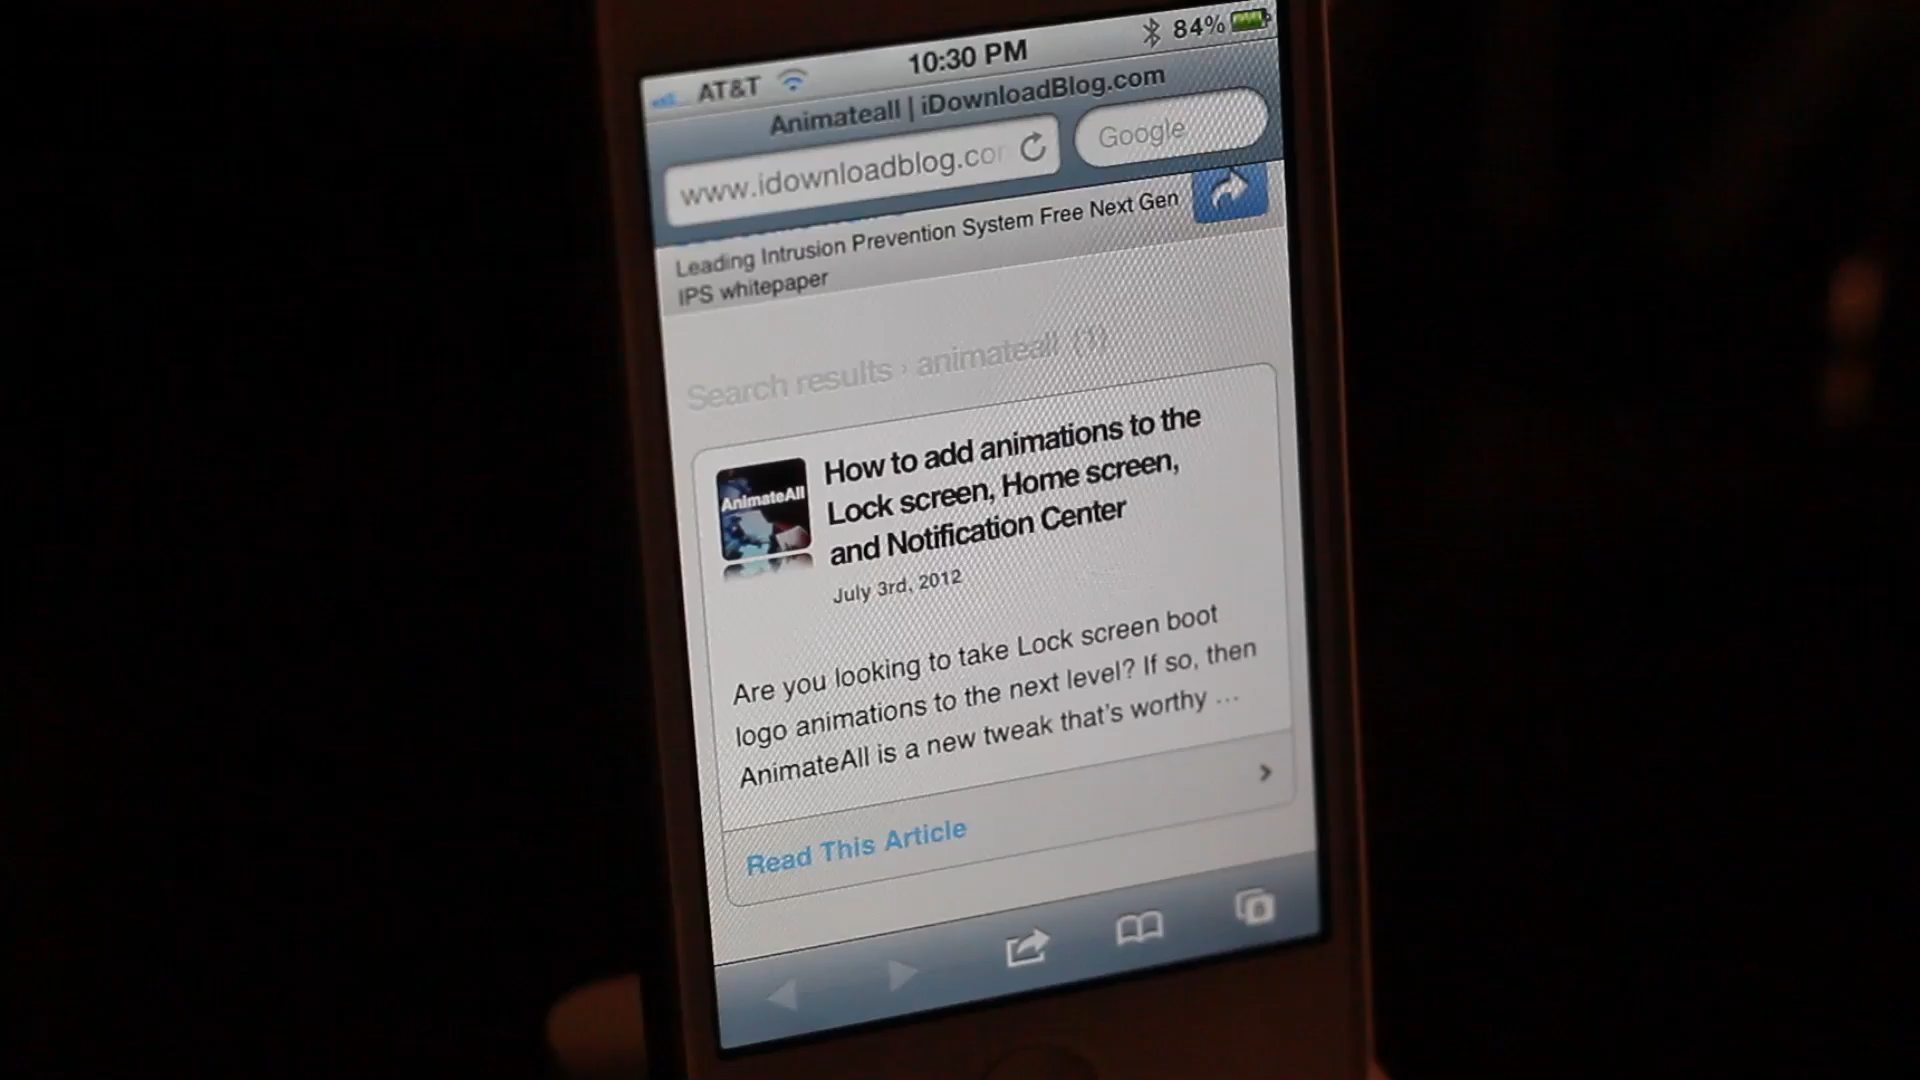 AT&T 10:30 PM 84%
Animateall | iDownloadBlog.com
www.idownloadblog.cor Google
Leading Intrusion Prevention System Free Next Gen
IPS whitepaper
Search results › animateall {1}
AnimateAll
How to add animations to the
Lock screen, Home screen,
and Notification Center
July 3rd, 2012
Are you looking to take Lock screen boot
logo animations to the next level? If so, then
AnimateAll is a new tweak that's worthy ...
Read This Article